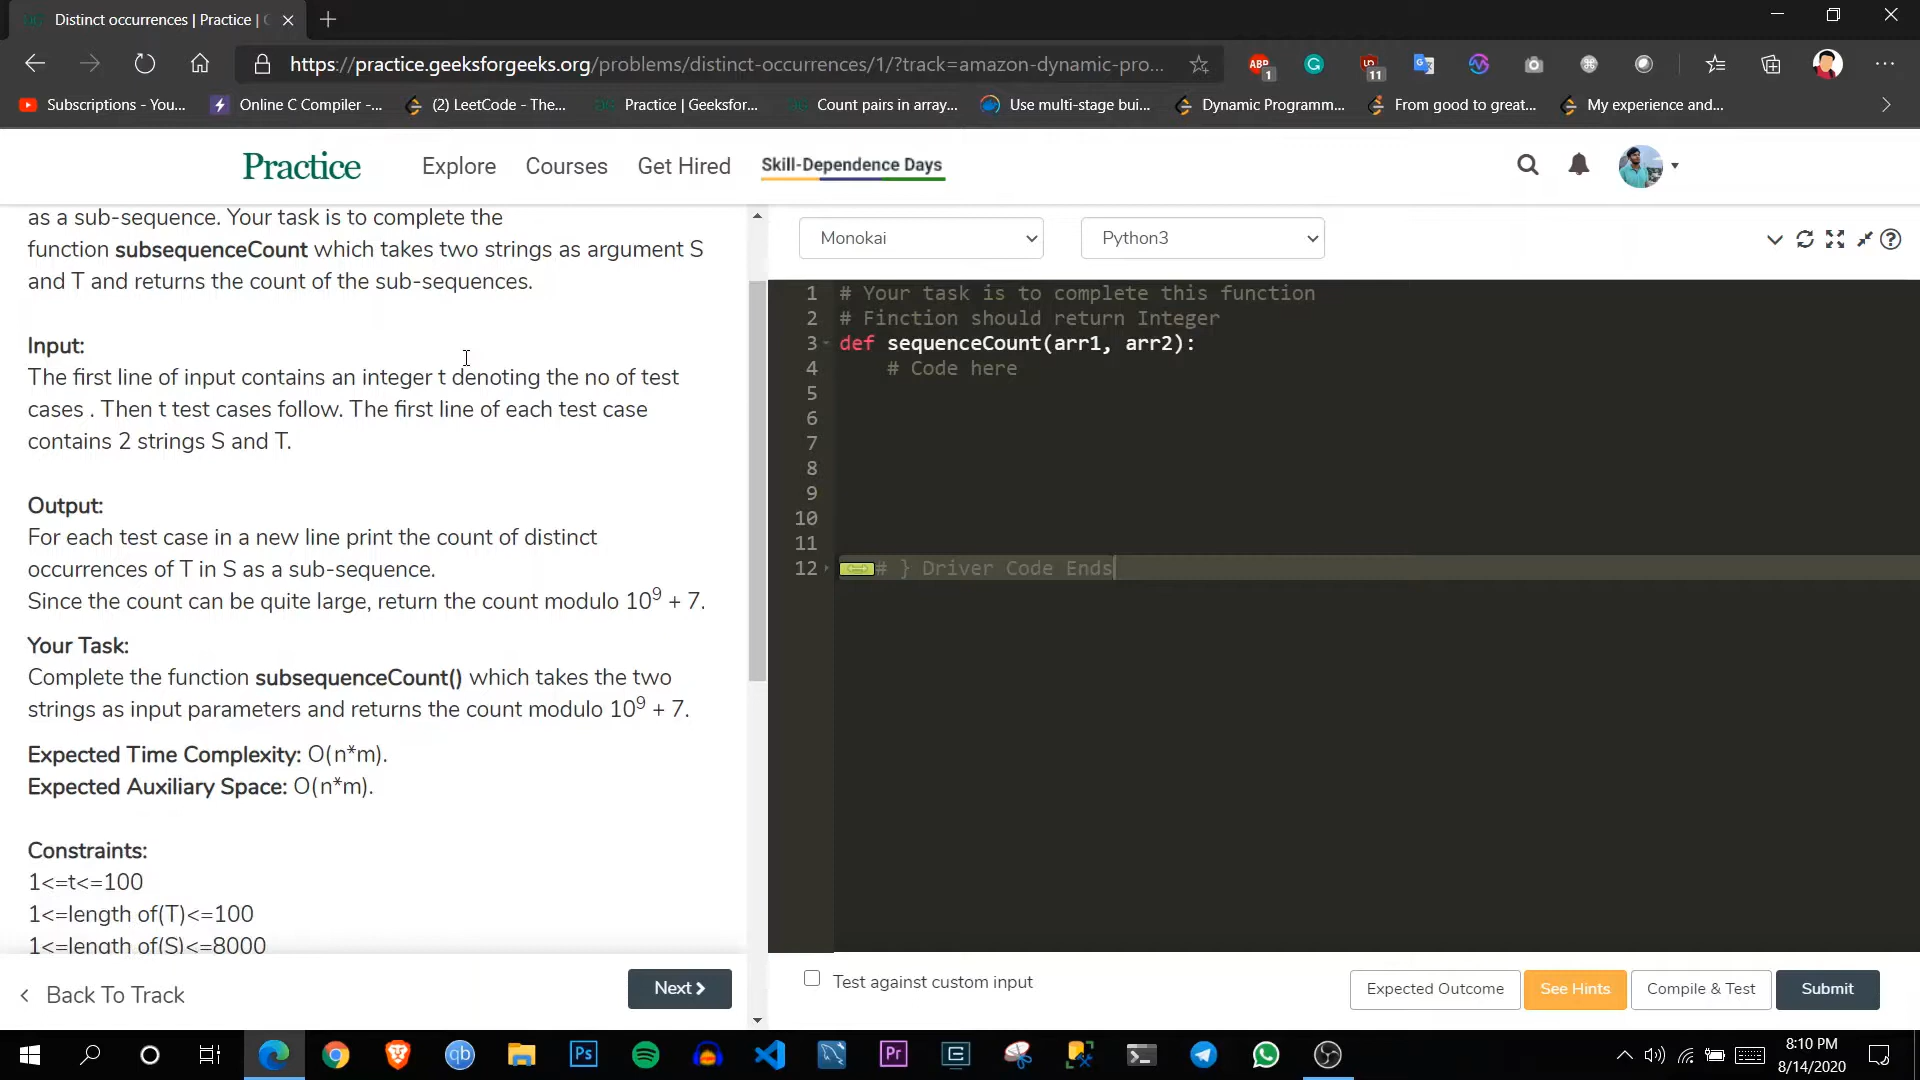 Distinct occurrences | Practice |
https://practice.geeksforgeeks.org/problems/distinct-occurrences/1/?track=amazon-dynamic-pro...
ABP
1
11
Subscriptions - You...
Online C Compiler -...
(2) LeetCode - The...
Practice | Geeksfor...
Count pairs in array...
Use multi-stage bui...
Dynamic Programm...
From good to great...
My experience and...
Practice
Explore
Courses
Get Hired
Skill-Dependence Days
as a sub-sequence. Your task is to complete the
function subsequenceCount which takes two strings as argument S
and T and returns the count of the sub-sequences.
Input:
The first line of input contains an integer t denoting the no of test
cases . Then t test cases follow. The first line of each test case
contains 2 strings S and T.
Output:
For each test case in a new line print the count of distinct
occurrences of T in S as a sub-sequence.
Since the count can be quite large, return the count modulo 10⁹ + 7.
Your Task:
Complete the function subsequenceCount() which takes the two
strings as input parameters and returns the count modulo 10⁹ + 7.
Expected Time Complexity: O(n*m).
Expected Auxiliary Space: O(n*m).
Constraints:
1<=t<=100
1<=length of(T)<=100
1<=length of(S)<=8000
Back To Track
Next
Monokai
Python3
1 # Your task is to complete this function
2 # Finction should return Integer
3 def sequenceCount(arr1, arr2):
4 # Code here
5
6
7
8
9
10
11
12 # } Driver Code Ends
Test against custom input
Expected Outcome
See Hints
Compile & Test
Submit
qb
Ps
Pr
8:10 PM
8/14/2020